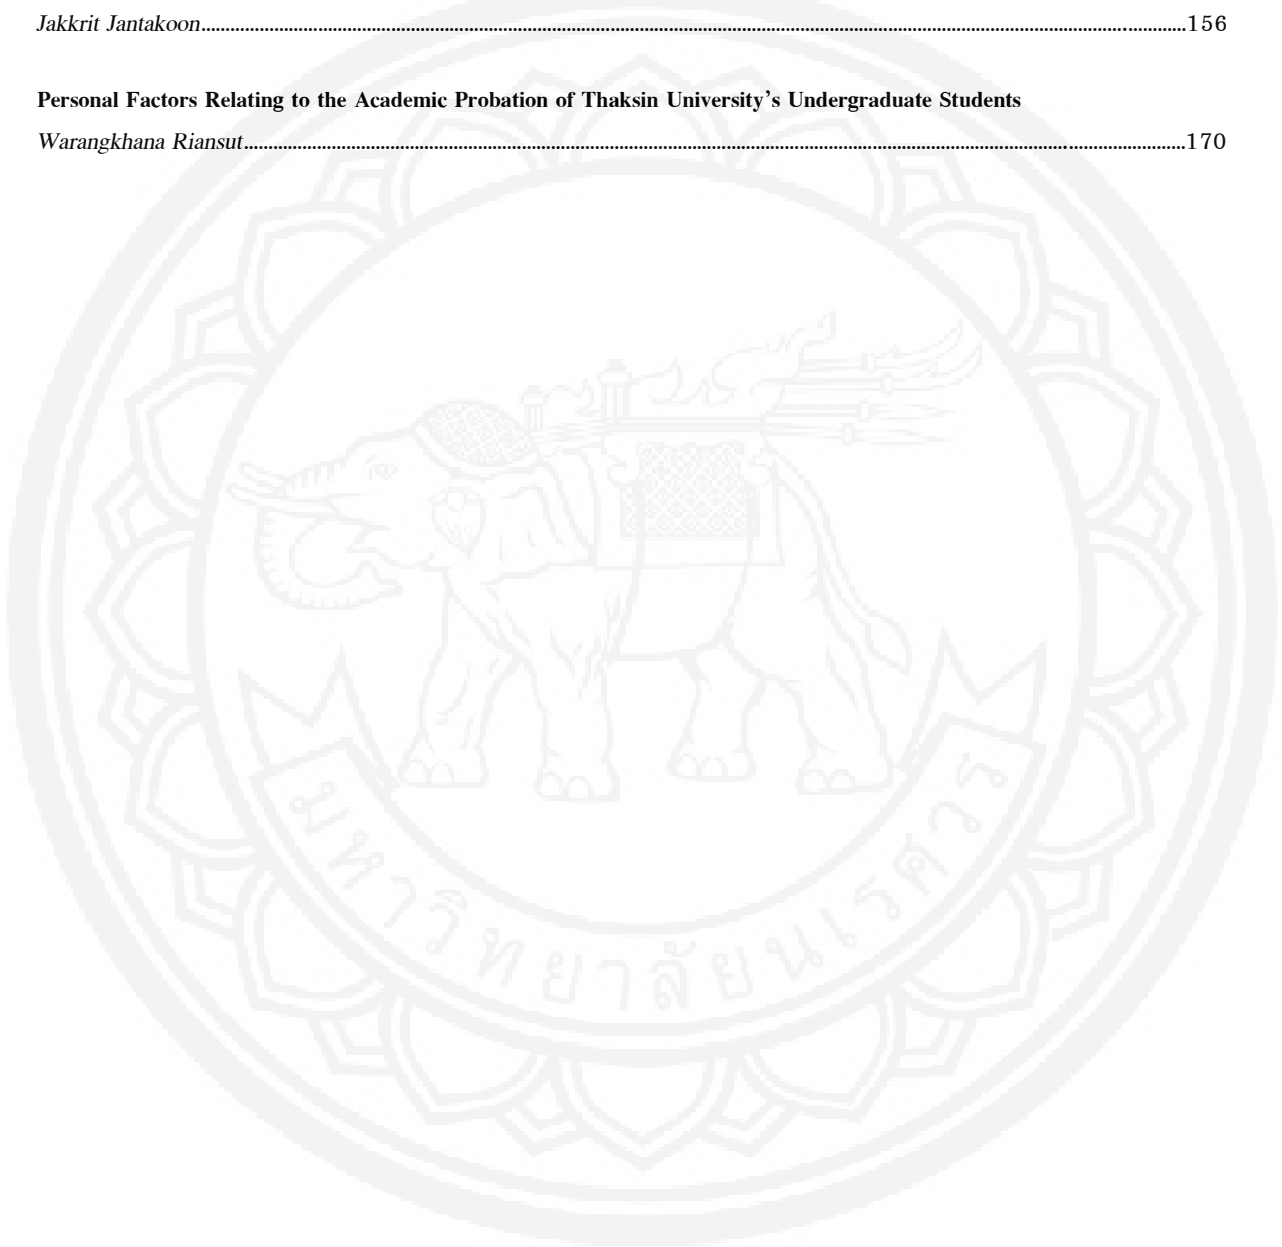 Jakkrit Jantakoon....................................................................................................156
Personal Factors Relating to the Academic Probation of Thaksin University’s Undergraduate Students
Warangkhana Riansut....................................................................................................170
มหาวิทยาลัยนเรศวร